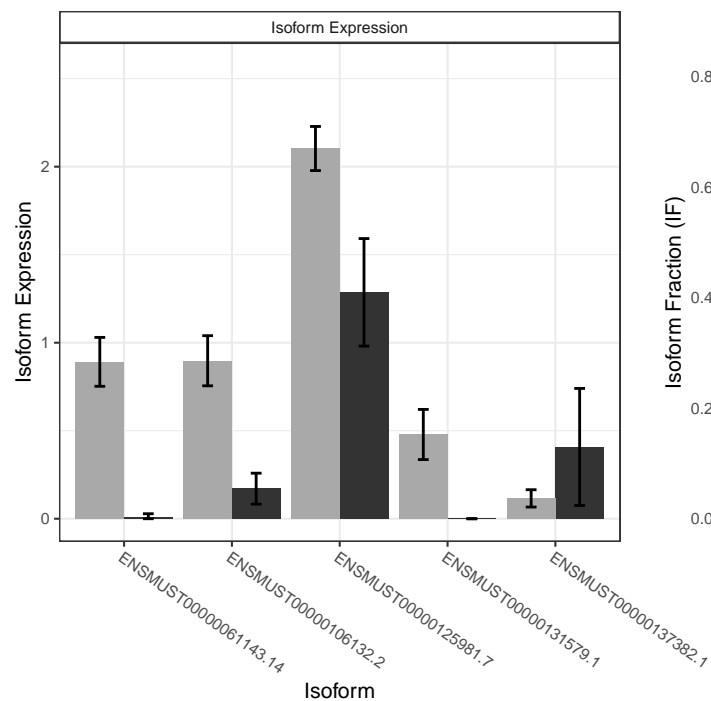 Isoform Expression
Isoform Expression
2
1
0
ENSMUST00000061143.14
ENSMUST00000106132.2
ENSMUST00000125981.7
ENSMUST00000131579.1
ENSMUST00000137382.1
Isoform
Isoform Fraction (IF)
0.8
0.6
0.4
0.2
0.0